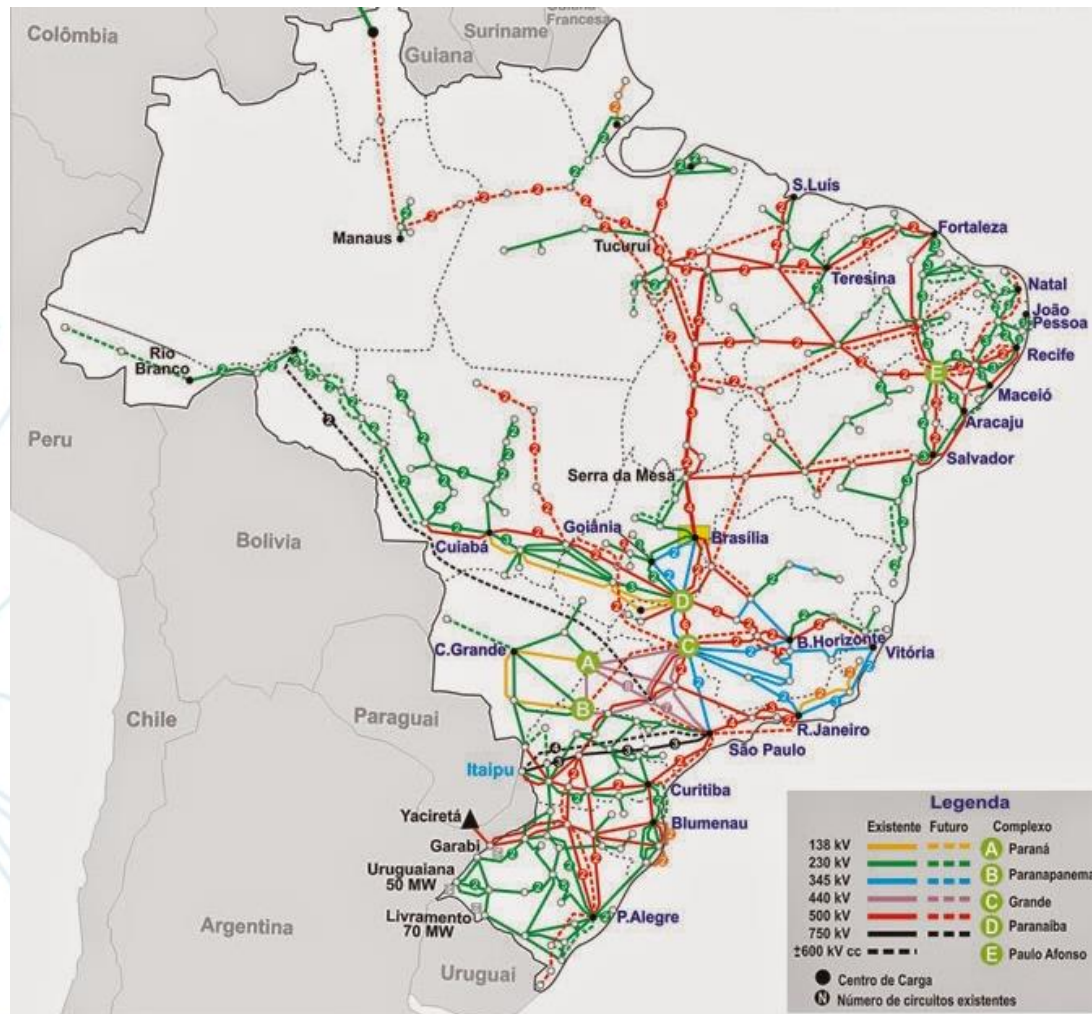 Guiana
Francesa
Suriname
Colômbia
Guiana
S.Luís
Fortaleza
Manaus
Tucuruí
Teresina
Natal
João
Pessoa
Rio
Branco
Recife
E
Maceió
Aracaju
Peru
Serra da Mesa
Salvador
Goiânia
Brasília
Cuiabá
Bolivia
D
C
B.Horizonte
Vitória
C.Grande
A
B
Chile
Paraguai
R.Janeiro
São Paulo
Itaipu
Curitiba
Yaciretá
Blumenau
Garabi
Uruguaiana
50 MW
Livramento
70 MW
P.Alegre
Argentina
Uruguai
Legenda
Existente Futuro Complexo
138 kV A Paraná
230 kV B Paranapanema
345 kV
440 kV C Grande
500 kV D Paranaíba
750 kV
±600 kV cc E Paulo Afonso
Centro de Carga
N Número de circuitos existentes